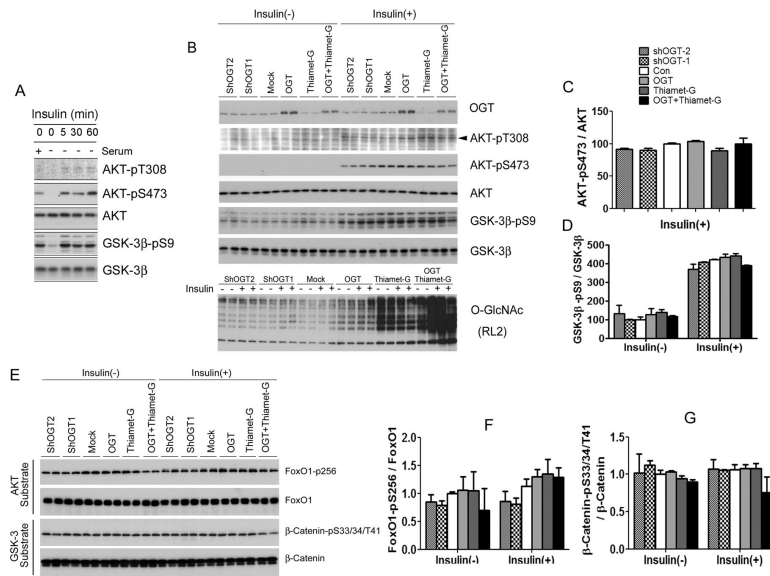 A
Insulin (min)
0 0 5 30 60
+ - - - - Serum
AKT-pT308
AKT-pS473
AKT
GSK-3β-pS9
GSK-3β
B
Insulin(-) Insulin(+)
ShOGT2 ShOGT1 Mock OGT Thiamet-G OGT+Thiamet-G ShOGT2 ShOGT1 Mock OGT Thiamet-G OGT+Thiamet-G
OGT
AKT-pT308
AKT-pS473
AKT
GSK-3β-pS9
GSK-3β
ShOGT2 ShOGT1 Mock OGT Thiamet-G OGT Thiamet-G
Insulin - - + + - - + + - - + + - - + + - - + + - - + +
O-GlcNAc
(RL2)
shOGT-2
shOGT-1
Con
OGT
Thiamet-G
OGT+Thiamet-G
C
AKT-pS473 / AKT
150
100
50
0
Insulin(+)
D
GSK-3β-pS9 / GSK-3β
500
400
300
200
100
0
Insulin(-) Insulin(+)
E
Insulin(-) Insulin(+)
ShOGT2 ShOGT1 Mock OGT Thiamet-G OGT+Thiamet-G ShOGT2 ShOGT1 Mock OGT Thiamet-G OGT+Thiamet-G
AKT Substrate
FoxO1-p256
FoxO1
GSK-3 Substrate
β-Catenin-pS33/34/T41
β-Catenin
F
FoxO1-pS256 / FoxO1
2.0
1.5
1.0
0.5
0.0
Insulin(-) Insulin(+)
G
β-Catenin-pS33/34/T41
/ β-Catenin
1.5
1.0
0.5
0.0
Insulin(-) Insulin(+)